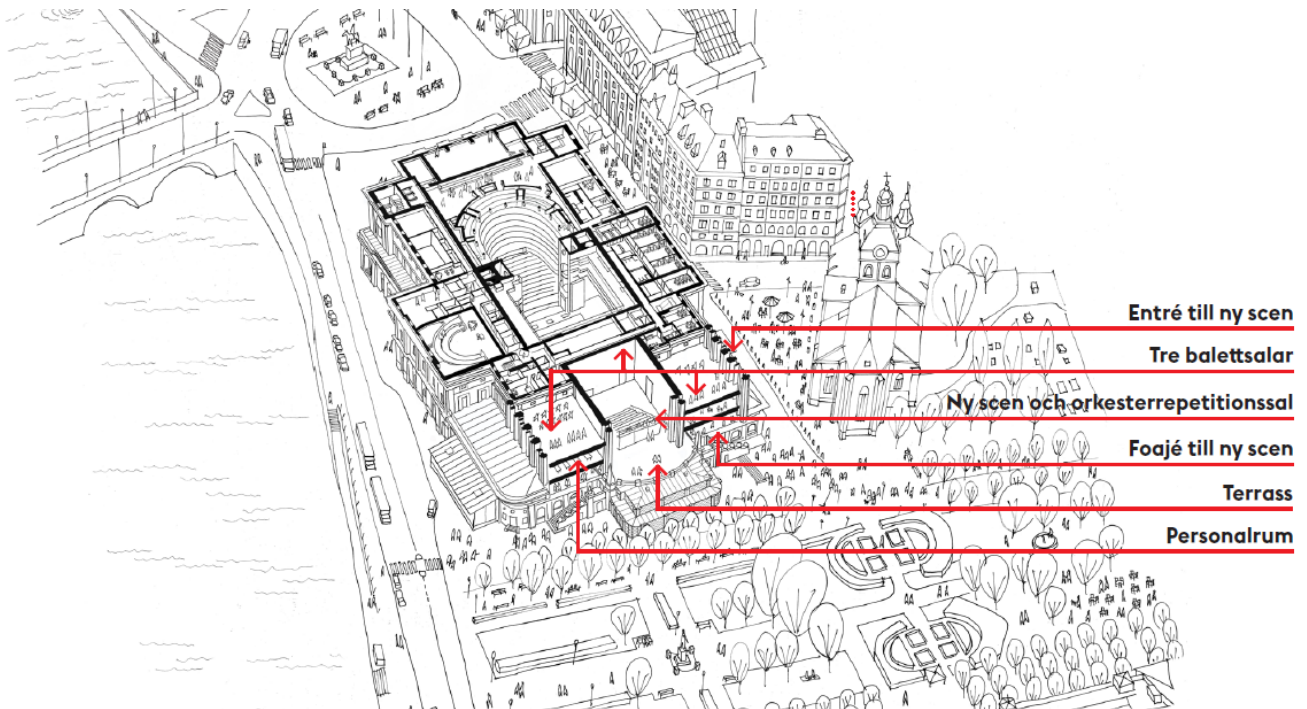 Entré till ny scen
Tre balettsalar
Ny scen och orkesterrepetitionssal
Foajé till ny scen
Terrass
Personalrum